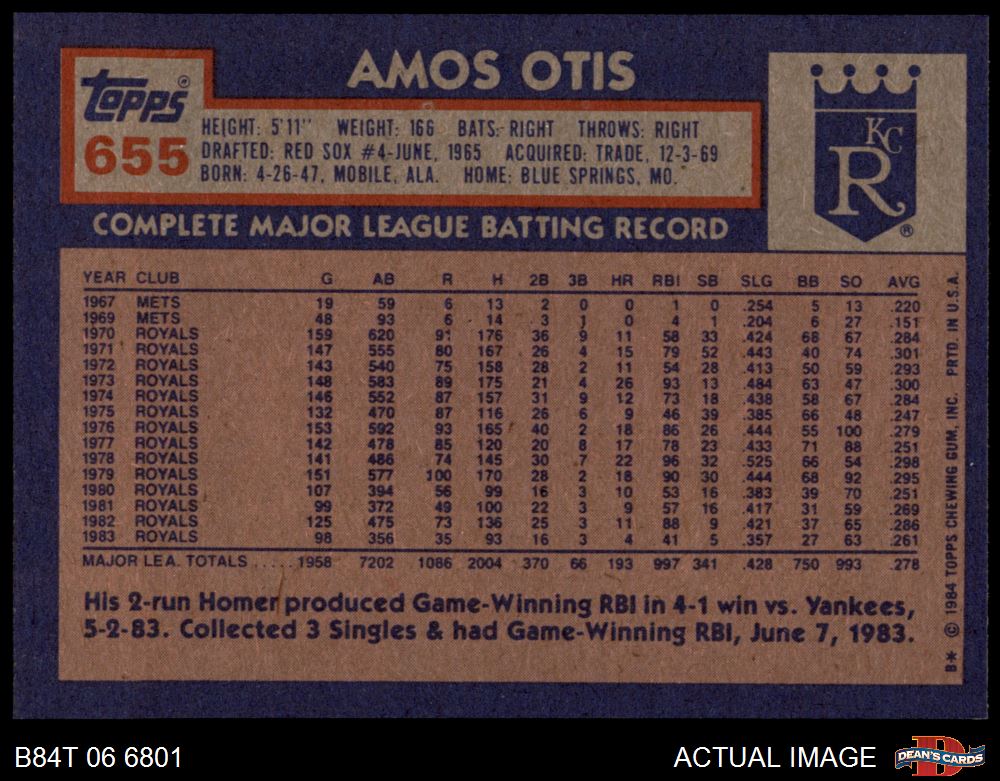 AMOS OTIS
Topps®
655
HEIGHT: 5'11" WEIGHT: 166 BATS: RIGHT THROWS: RIGHT
DRAFTED: RED SOX #4-JUNE, 1965 ACQUIRED: TRADE, 12-3-69
BORN: 4-26-47, MOBILE, ALA. HOME: BLUE SPRINGS, MO.
KC
R®
COMPLETE MAJOR LEAGUE BATTING RECORD
YEAR CLUB G AB R H 2B 3B HR RBI SB SLG BB SO AVG
1967 METS 19 59 6 13 2 0 0 1 0 .254 5 13 .220
1969 METS 48 93 6 14 3 1 0 4 1 .204 6 27 .151
1970 ROYALS 159 620 91 176 36 9 11 58 33 .424 68 67 .284
1971 ROYALS 147 555 80 167 26 4 15 79 52 .443 40 74 .301
1972 ROYALS 143 540 75 158 28 2 11 54 28 .413 50 59 .293
1973 ROYALS 148 583 89 175 21 4 26 93 13 .484 63 47 .300
1974 ROYALS 146 552 87 157 31 9 12 73 18 .438 58 67 .284
1975 ROYALS 132 470 87 116 26 6 9 46 39 .385 66 48 .247
1976 ROYALS 153 592 93 165 40 2 18 86 26 .444 55 100 .279
1977 ROYALS 142 478 85 120 20 8 17 78 23 .433 71 88 .251
1978 ROYALS 141 486 74 145 30 7 22 96 32 .525 66 54 .298
1979 ROYALS 151 577 100 170 28 2 18 90 30 .444 68 92 .295
1980 ROYALS 107 394 56 99 16 3 10 53 16 .383 39 70 .251
1981 ROYALS 99 372 49 100 22 3 9 57 16 .417 31 59 .269
1982 ROYALS 125 475 73 136 25 3 11 88 9 .421 37 65 .286
1983 ROYALS 98 356 35 93 16 3 4 41 5 .357 27 63 .261
MAJOR LEA. TOTALS ..... 1958 7202 1086 2004 370 66 193 997 341 .428 750 993 .278
His 2-run Homer produced Game-Winning RBI in 4-1 win vs. Yankees,
5-2-83. Collected 3 Singles & had Game-Winning RBI, June 7, 1983.
B* © 1984 TOPPS CHEWING GUM, INC. PRTD. IN U.S.A.
B84T 06 6801
ACTUAL IMAGE
D
DEAN'S CARDS